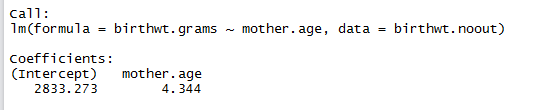 Call:
lm(formula = birthwt.grams ~ mother.age, data = birthwt.noout)
Coefficients:
(Intercept) mother.age
2833.273 4.344